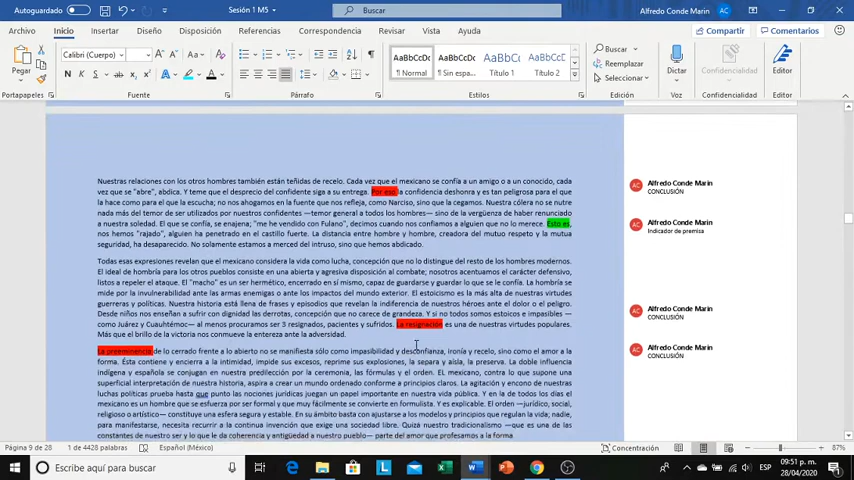 Autoguardado
Sesión 1 M5
Buscar
Alfredo Conde Marin
AC
Archivo Inicio Insertar Diseño Disposición Referencias Correspondencia Revisar Vista Ayuda Compartir Comentarios
Pegar
Calibri (Cuerpo)
N K S
AaBbCcDc AaBbCcDc AaBbC AaBbCcD
¶ Normal ¶ Sin espa... Título 1 Título 2
Buscar
Reemplazar
Seleccionar
Dictar
Confidencialidad
Editor
Portapapeles Fuente Párrafo Estilos Edición Voz Confidencialidad Editor
Nuestras relaciones con los otros hombres también están teñidas de recelo. Cada vez que el mexicano se confía a un amigo o a un conocido, cada
vez que se "abre", abdica. Y teme que el desprecio del confidente siga a su entrega. Por eso la confidencia deshonra y es tan peligrosa para el que
la hace como para el que la escucha; no nos ahogamos en la fuente que nos refleja, como Narciso, sino que la cegamos. Nuestra cólera no se nutre
nada más del temor de ser utilizados por nuestros confidentes —temor general a todos los hombres— sino de la vergüenza de haber renunciado
a nuestra soledad. El que se confía, se enajena; "me he vendido con Fulano", decimos cuando nos confiamos a alguien que no lo merece. Esto es,
nos hemos "rajado", alguien ha penetrado en el castillo fuerte. La distancia entre hombre y hombre, creadora del mutuo respeto y la mutua
seguridad, ha desaparecido. No solamente estamos a merced del intruso, sino que hemos abdicado.
Todas esas expresiones revelan que el mexicano considera la vida como lucha, concepción que no lo distingue del resto de los hombres modernos.
El ideal de hombría para los otros pueblos consiste en una abierta y agresiva disposición al combate; nosotros acentuamos el carácter defensivo,
listos a repeler el ataque. El "macho" es un ser hermético, encerrado en sí mismo, capaz de guardarse y guardar lo que se le confía. La hombría se
mide por la invulnerabilidad ante las armas enemigas o ante los impactos del mundo exterior. El estoicismo es la más alta de nuestras virtudes
guerreras y políticas. Nuestra historia está llena de frases y episodios que revelan la indiferencia de nuestros héroes ante el dolor o el peligro.
Desde niños nos enseñan a sufrir con dignidad las derrotas, concepción que no carece de grandeza. Y si no todos somos estoicos e impasibles —
como Juárez y Cuauhtémoc— al menos procuramos ser 3 resignados, pacientes y sufridos. La resignación es una de nuestras virtudes populares.
Más que el brillo de la victoria nos conmueve la entereza ante la adversidad.
La preeminencia de lo cerrado frente a lo abierto no se manifiesta sólo como impasibilidad y desconfianza, ironía y recelo, sino como el amor a la
forma. Ésta contiene y encierra a la intimidad, impide sus excesos, reprime sus explosiones, la separa y aísla, la preserva. La doble influencia
indígena y española se conjugan en nuestra predilección por la ceremonia, las fórmulas y el orden. EL mexicano, contra lo que supone una
superficial interpretación de nuestra historia, aspira a crear un mundo ordenado conforme a principios claros. La agitación y encono de nuestras
luchas políticas prueba hasta que punto las nociones jurídicas juegan un papel importante en nuestra vida pública. Y en la de todos los días el
mexicano es un hombre que se esfuerza por ser formal y que muy fácilmente se convierte en formulista. Y es explicable. El orden —jurídico, social,
religioso o artístico— constituye una esfera segura y estable. En su ámbito basta con ajustarse a los modelos y principios que regulan la vida; nadie,
para manifestarse, necesita recurrir a la continua invención que exige una sociedad libre. Quizá nuestro tradicionalismo —que es una de las
constantes de nuestro ser y lo que le da coherencia y antigüedad a nuestro pueblo— parte del amor que profesamos a la forma
AC Alfredo Conde Marin
CONCLUSIÓN
AC Alfredo Conde Marin
Indicador de premisa
AC Alfredo Conde Marin
CONCLUSIÓN
AC Alfredo Conde Marin
CONCLUSIÓN
Página 9 de 28 1 de 4428 palabras Español (México) Concentración 87%
Escribe aquí para buscar
ESP
09:51 p. m.
28/04/2020